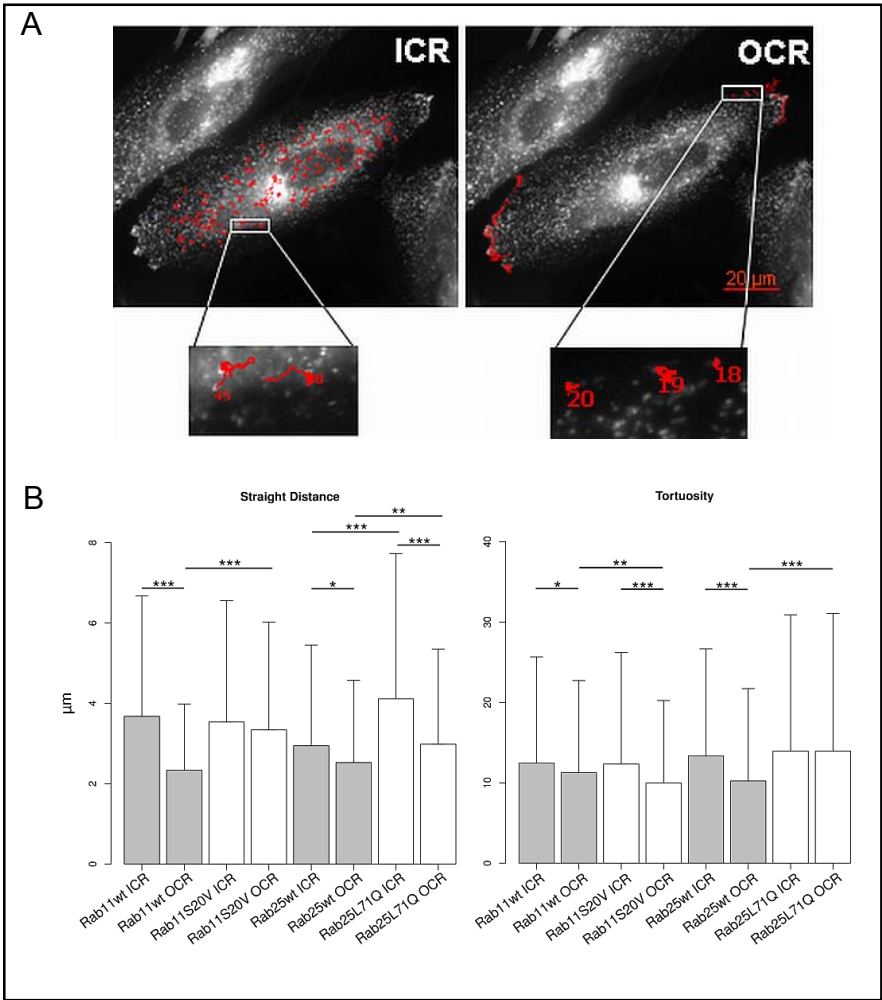 A
ICR
OCR
20 µm
20
19
18
B
Straight Distance
Tortuosity
**
***
***
***
***
*
**
*
***
***
***
8
6
4
2
0
µm
40
30
20
10
0
Rab11wt ICR
Rab11wt OCR
Rab11S20V ICR
Rab11S20V OCR
Rab25wt ICR
Rab25wt OCR
Rab25L71Q ICR
Rab25L71Q OCR
Rab11wt ICR
Rab11wt OCR
Rab11S20V ICR
Rab11S20V OCR
Rab25wt ICR
Rab25wt OCR
Rab25L71Q ICR
Rab25L71Q OCR